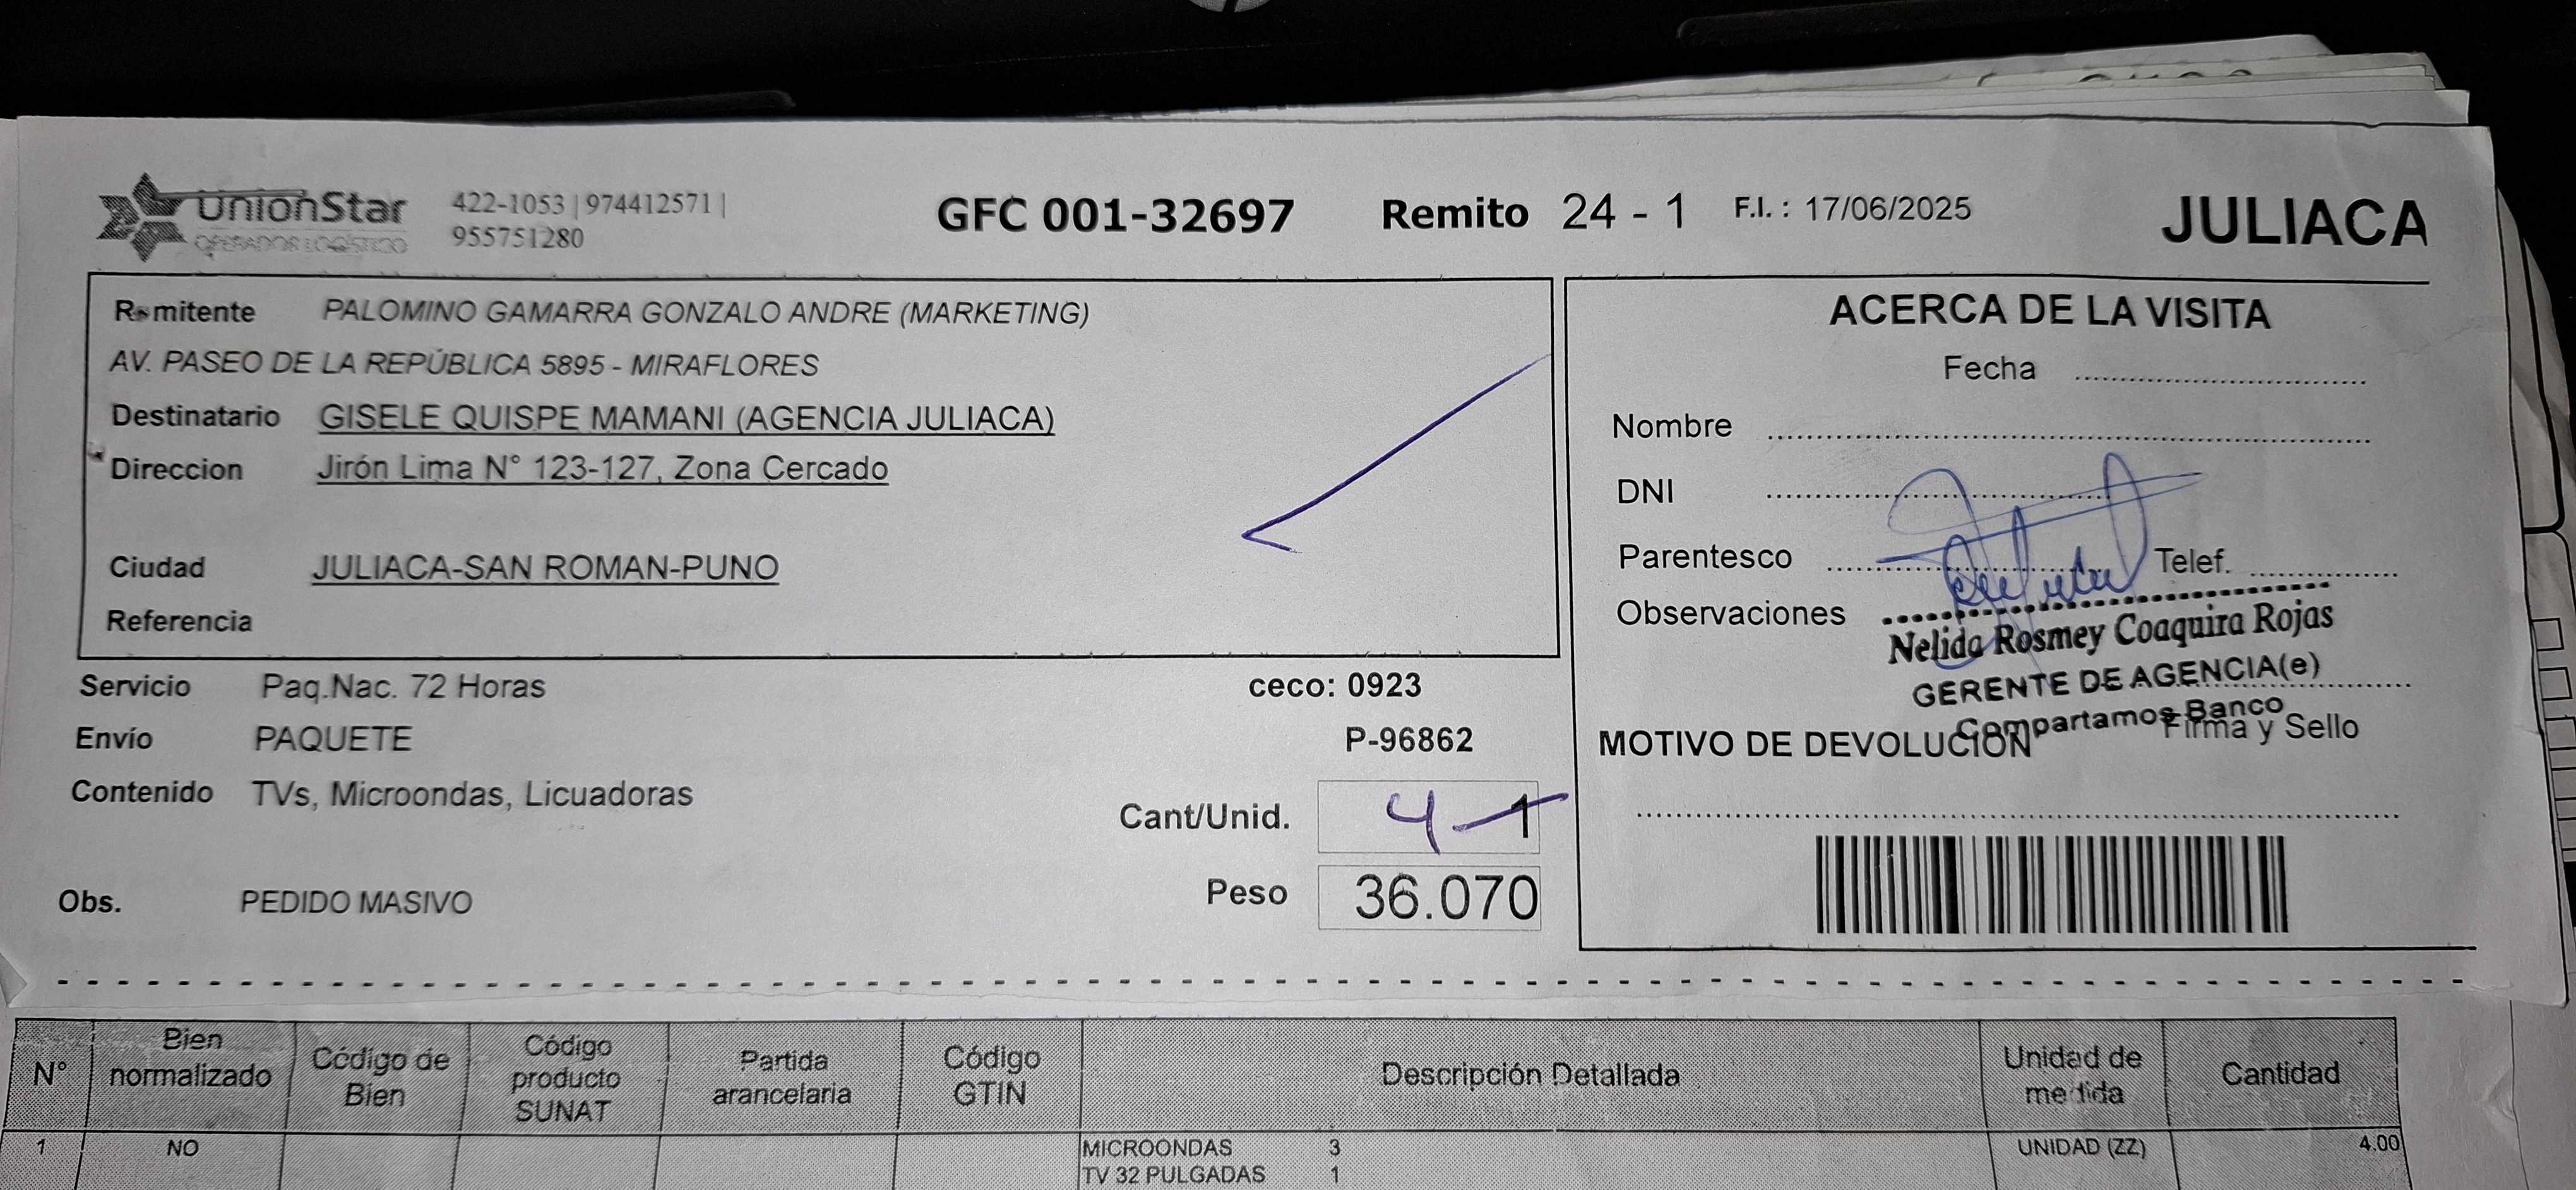 UnionStar
OPERADOR LOGÍSTICO
422-1053 | 974412571 |
955751280
GFC 001-32697
Remito 24 - 1
F.I. : 17/06/2025
JULIACA
Remitente PALOMINO GAMARRA GONZALO ANDRE (MARKETING)
AV. PASEO DE LA REPÚBLICA 5895 - MIRAFLORES
Destinatario GISELE QUISPE MAMANI (AGENCIA JULIACA)
Direccion Jirón Lima N° 123-127, Zona Cercado
Ciudad JULIACA-SAN ROMAN-PUNO
Referencia
Servicio Paq.Nac. 72 Horas
ceco: 0923
Envío PAQUETE
P-96862
Contenido TVs, Microondas, Licuadoras
Cant/Unid. 4 1
Peso 36.070
Obs. PEDIDO MASIVO
ACERCA DE LA VISITA
Fecha
Nombre
DNI
Parentesco Telef.
Observaciones
Nelida Rosmey Coaquira Rojas
GERENTE DE AGENCIA(e)
Compartamos Banco
Firma y Sello
MOTIVO DE DEVOLUCIÓN
N° Bien normalizado Código de Bien Código producto SUNAT Partida arancelaria Código GTIN Descripción Detallada Unidad de medida Cantidad
1 NO MICROONDAS 3 UNIDAD (ZZ) 4.00
TV 32 PULGADAS 1